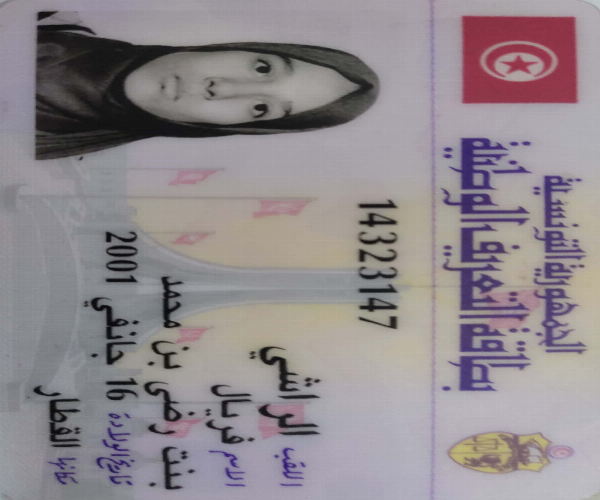 الجمهورية التونسية
بطاقة التعريف الوطنية
14323147
اللقب الراشي
الاسم فريال
بنت رضى بن محمد
تاريخ الولادة 16 جانفي 2001
مكانها القطار